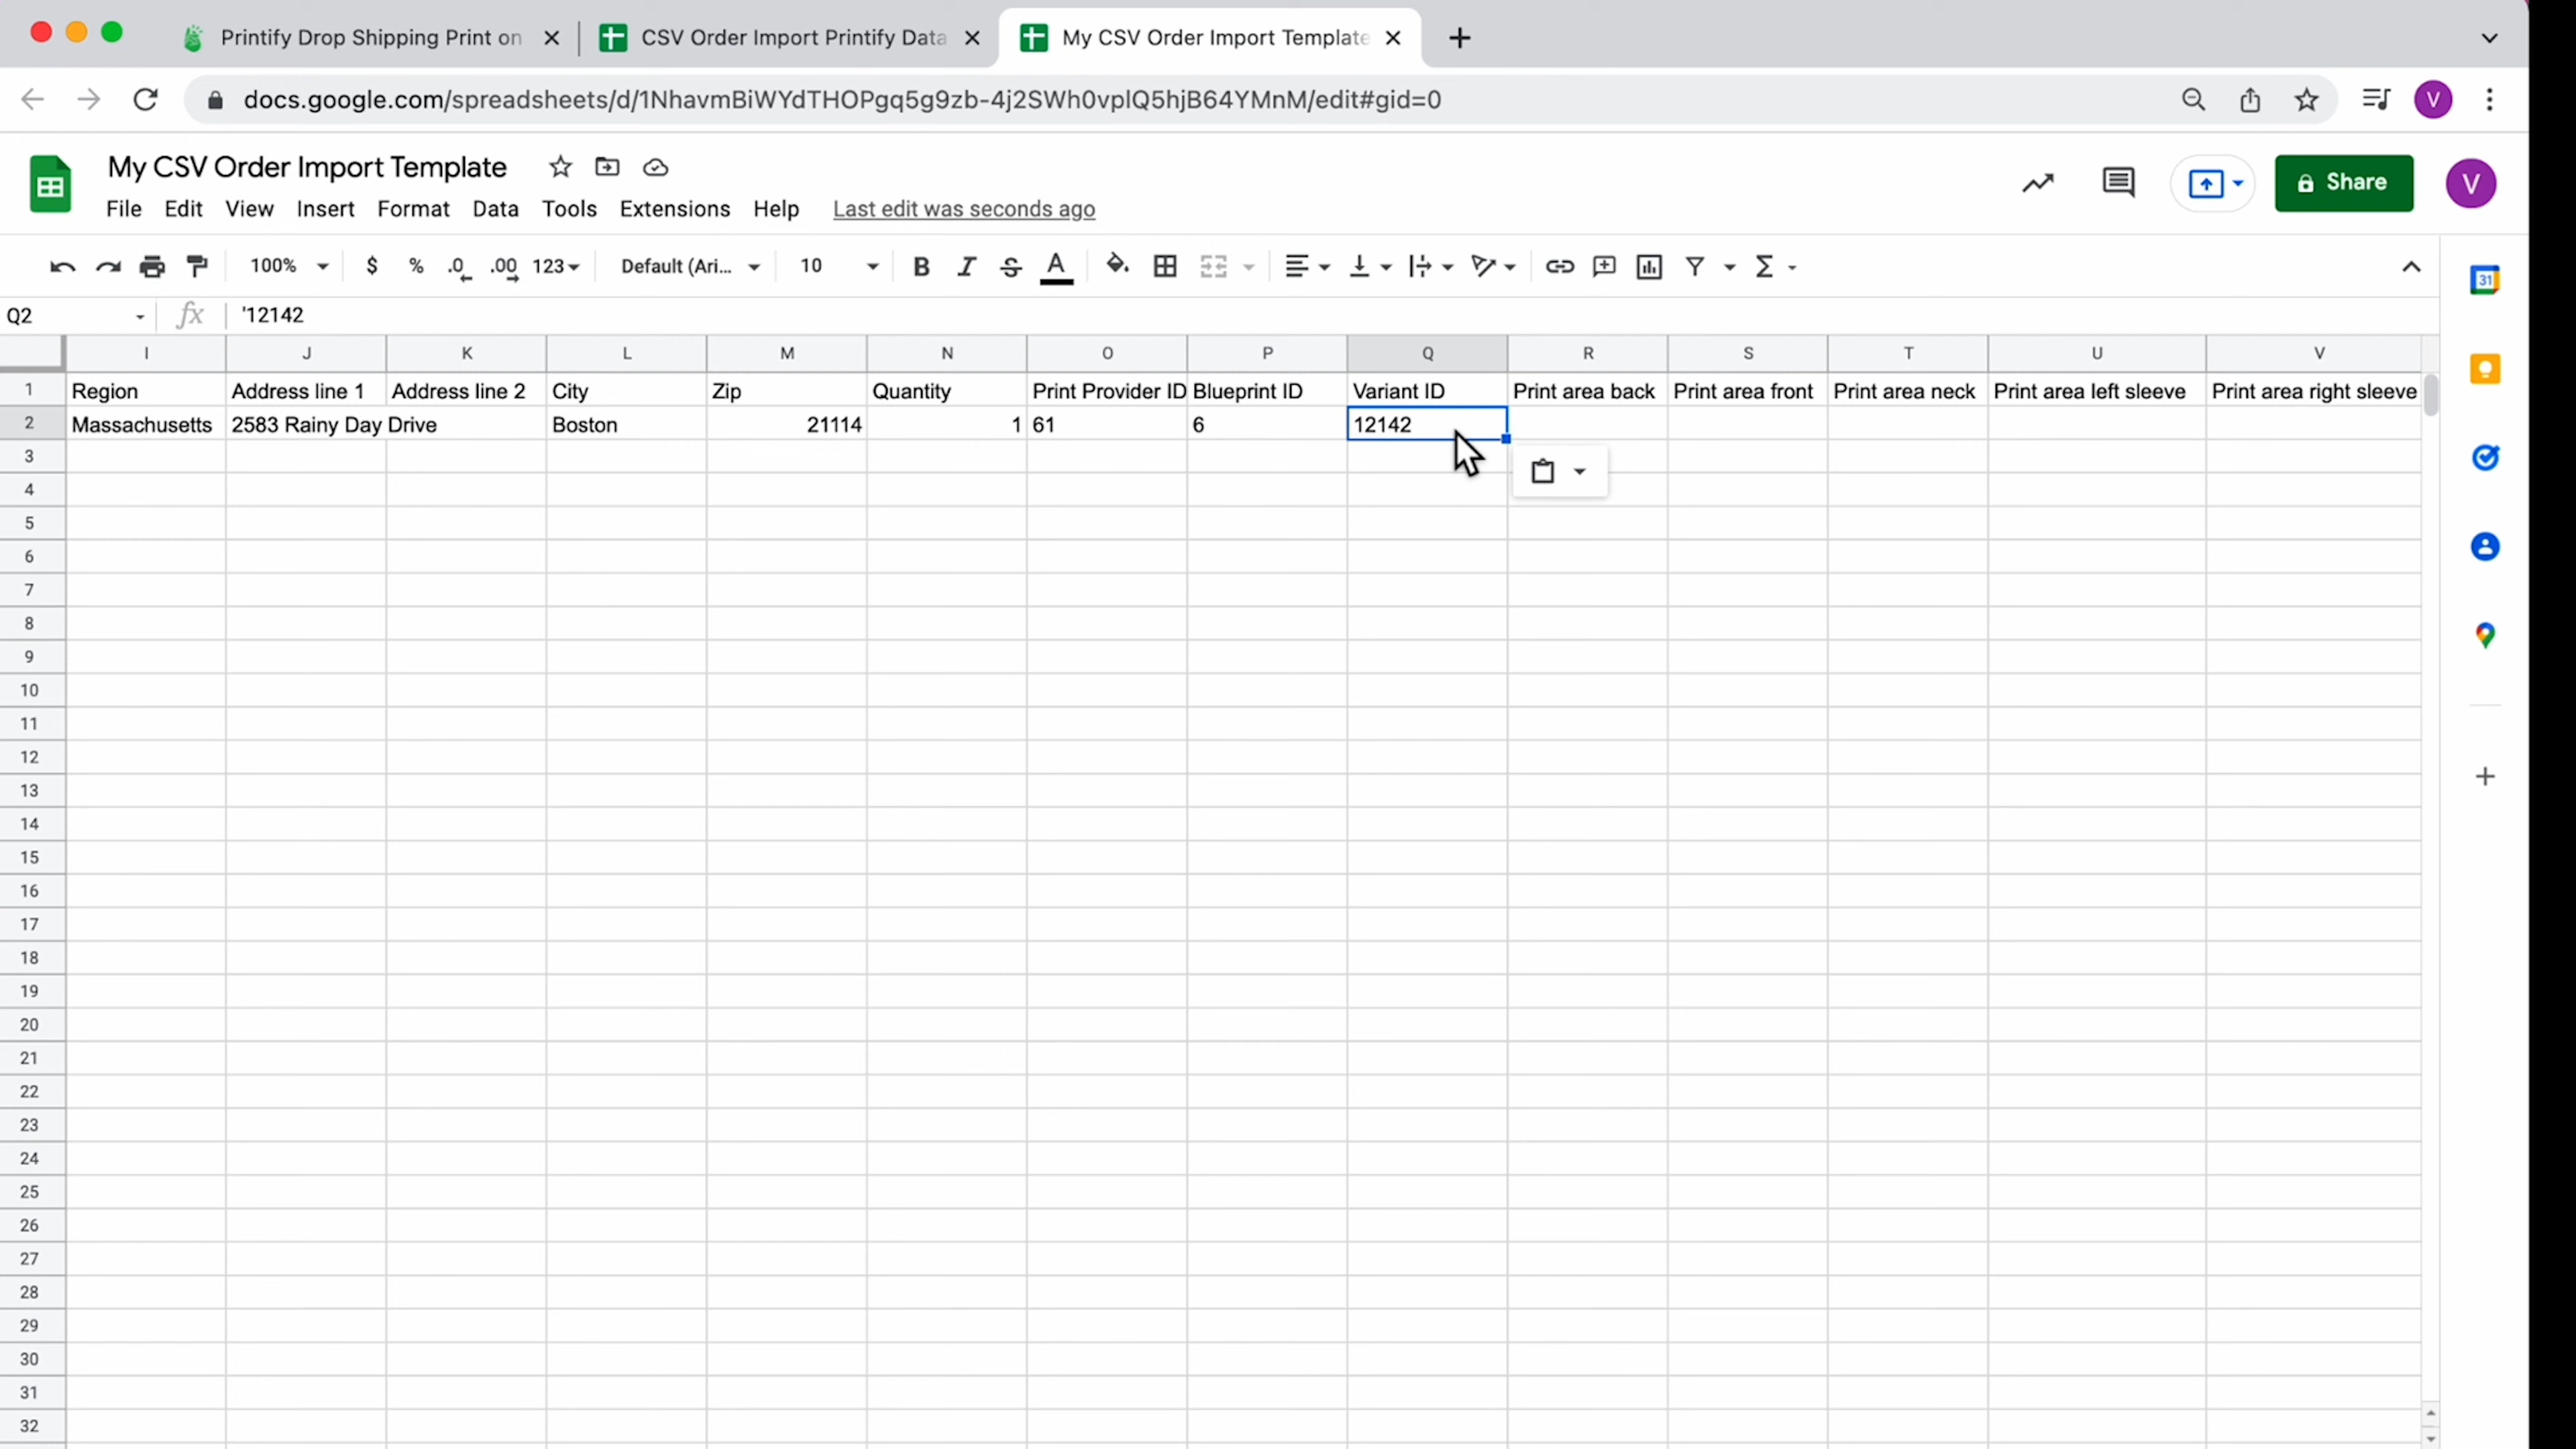 Printify Drop Shipping Print on
CSV Order Import Printify Data
My CSV Order Import Template
docs.google.com/spreadsheets/d/1NhavmBiWYdTHOPgq5g9zb-4j2SWh0vplQ5hjB64YMnM/edit#gid=0
V
My CSV Order Import Template
Share
V
File Edit View Insert Format Data Tools Extensions Help Last edit was seconds ago
100% $ % .0 .00 123 Default (Ari... 10 B I S A Σ
31
Q2 fx '12142
I J K L M N O P Q R S T U V
1 Region Address line 1 Address line 2 City Zip Quantity Print Provider ID Blueprint ID Variant ID Print area back Print area front Print area neck Print area left sleeve Print area right sleeve
2 Massachusetts 2583 Rainy Day Drive Boston 21114 1 61 6 12142
3
4
5
6
7
8
9
10
11
12
13
14
15
16
17
18
19
20
21
22
23
24
25
26
27
28
29
30
31
32